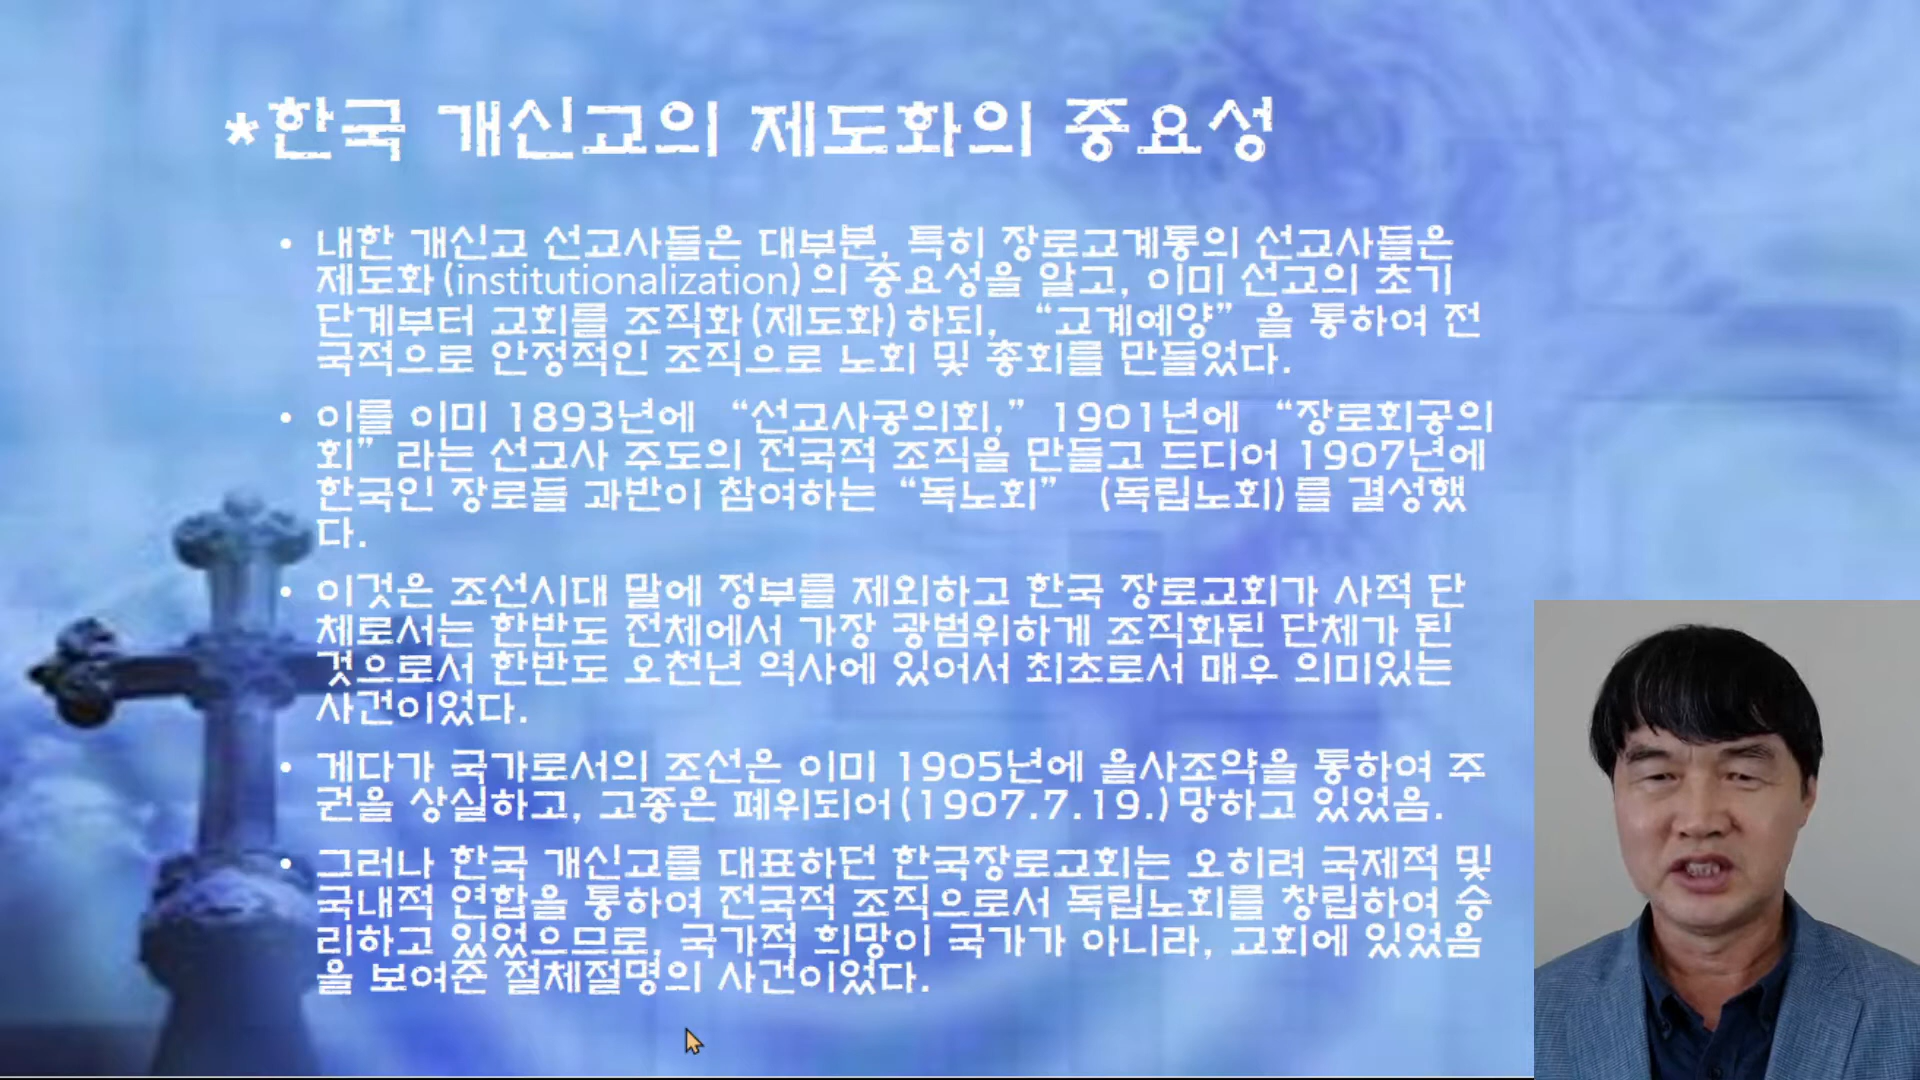 *한국 개신교의 제도화의 중요성
• 내한 개신교 선교사들은 대부분, 특히 장로교계통의 선교사들은
제도화(institutionalization)의 중요성을 알고, 이미 선교의 초기
단계부터 교회를 조직화(제도화)하되, “교계예양”을 통하여 전
국적으로 안정적인 조직으로 노회 및 총회를 만들었다.
• 이를 이미 1893년에 “선교사공의회,” 1901년에 “장로회공의
회”라는 선교사 주도의 전국적 조직을 만들고 드디어 1907년에
한국인 장로들 과반이 참여하는 “독노회” (독립노회)를 결성했
다.
• 이것은 조선시대 말에 정부를 제외하고 한국 장로교회가 사적 단
체로서는 한반도 전체에서 가장 광범위하게 조직화된 단체가 된
것으로서 한반도 오천년 역사에 있어서 최초로서 매우 의미있는
사건이었다.
• 게다가 국가로서의 조선은 이미 1905년에 을사조약을 통하여 주
권을 상실하고, 고종은 폐위되어(1907.7.19.)망하고 있었음.
• 그러나 한국 개신교를 대표하던 한국장로교회는 오히려 국제적 및
국내적 연합을 통하여 전국적 조직으로서 독립노회를 창립하여 승
리하고 있었으므로, 국가적 희망이 국가가 아니라, 교회에 있었음
을 보여준 절체절명의 사건이었다.